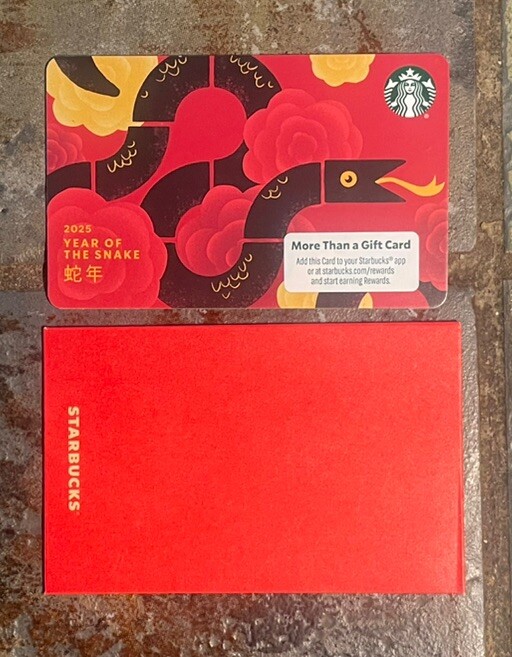 2025
YEAR OF
THE SNAKE
蛇年
More Than a Gift Card
Add this Card to your Starbucks® app
or at starbucks.com/rewards
and start earning Rewards.
STARBUCKS